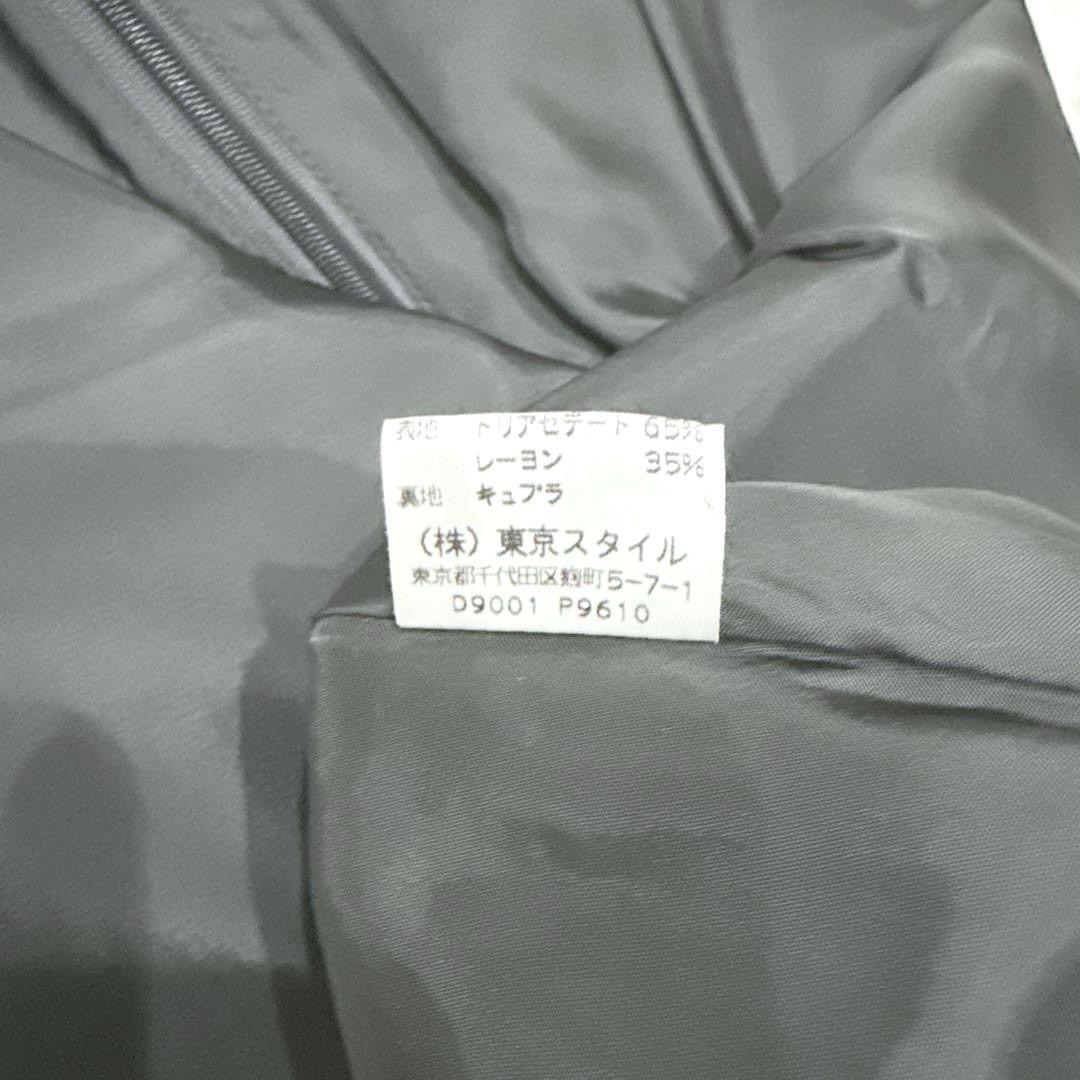 表地 トリアセテート 65%
レーヨン 35%
裏地 キュプラ
(株)東京スタイル
東京都千代田区麹町5-7-1
D9001 P9610